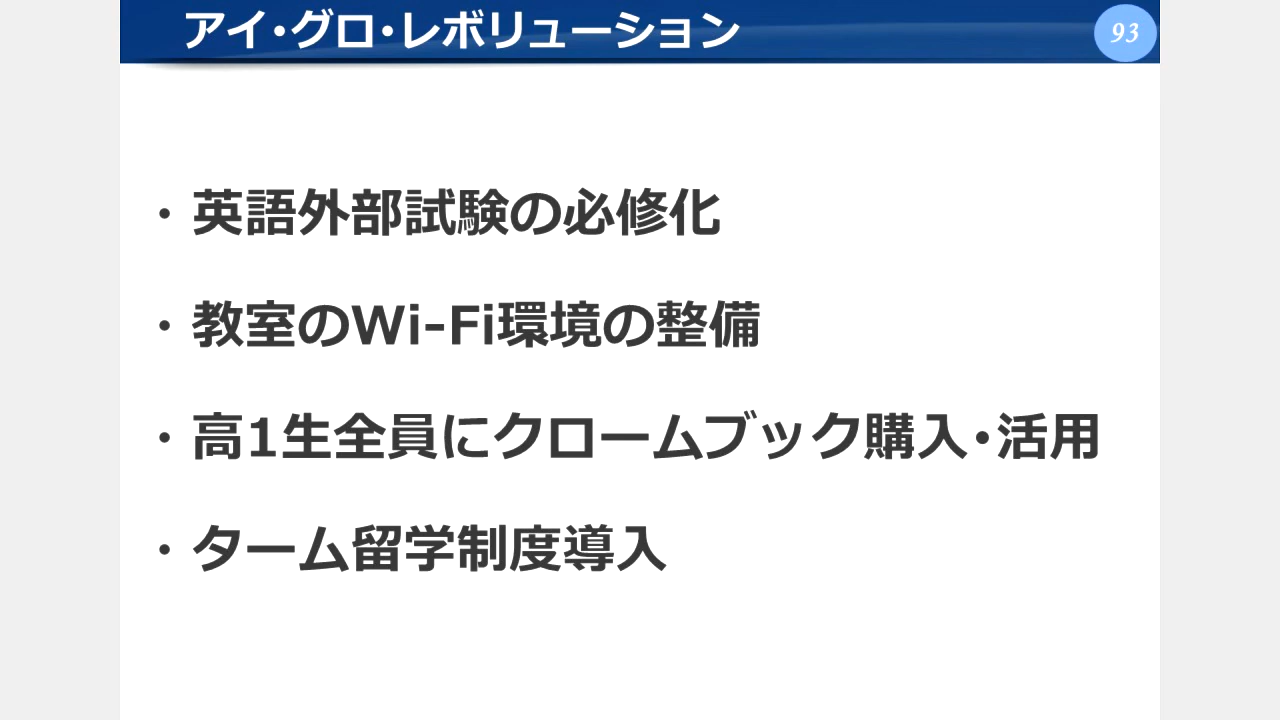 アイ・グロ・レボリューション
93
・英語外部試験の必修化
・教室のWi-Fi環境の整備
・高1生全員にクロームブック購入・活用
・ターム留学制度導入